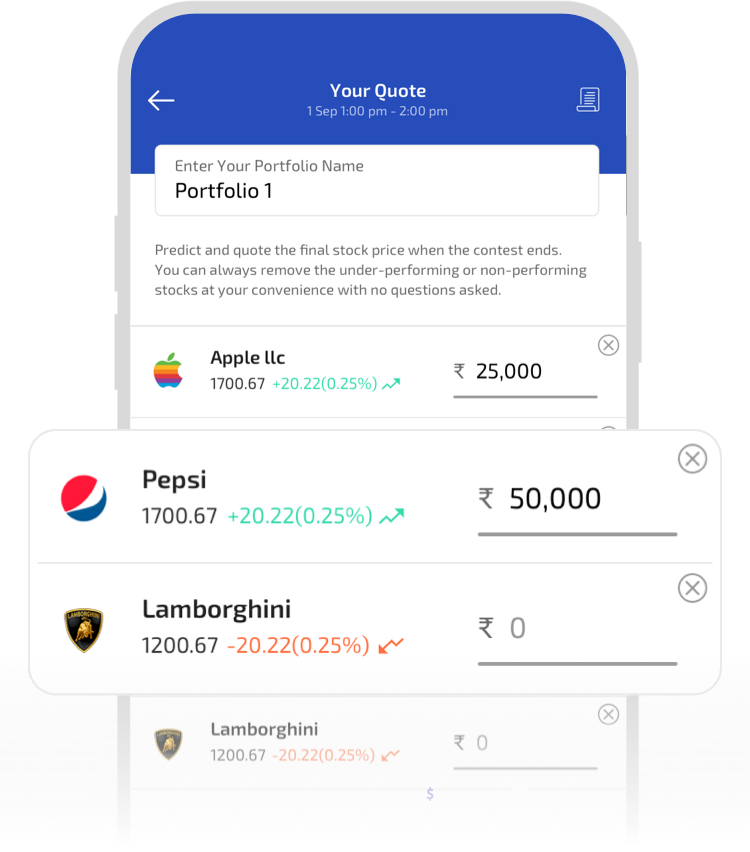 Your Quote
1 Sep 1:00 pm - 2:00 pm
Enter Your Portfolio Name
Portfolio 1
Predict and quote the final stock price when the contest ends.
You can always remove the under-performing or non-performing
stocks at your convenience with no questions asked.
Apple llc
₹ 25,000
1700.67 +20.22(0.25%)
Pepsi
₹ 50,000
1700.67 +20.22(0.25%)
LAMBORGHINI
Lamborghini
₹ 0
1200.67 -20.22(0.25%)
Lamborghini
₹ 0
1200.67 -20.22(0.25%)
$